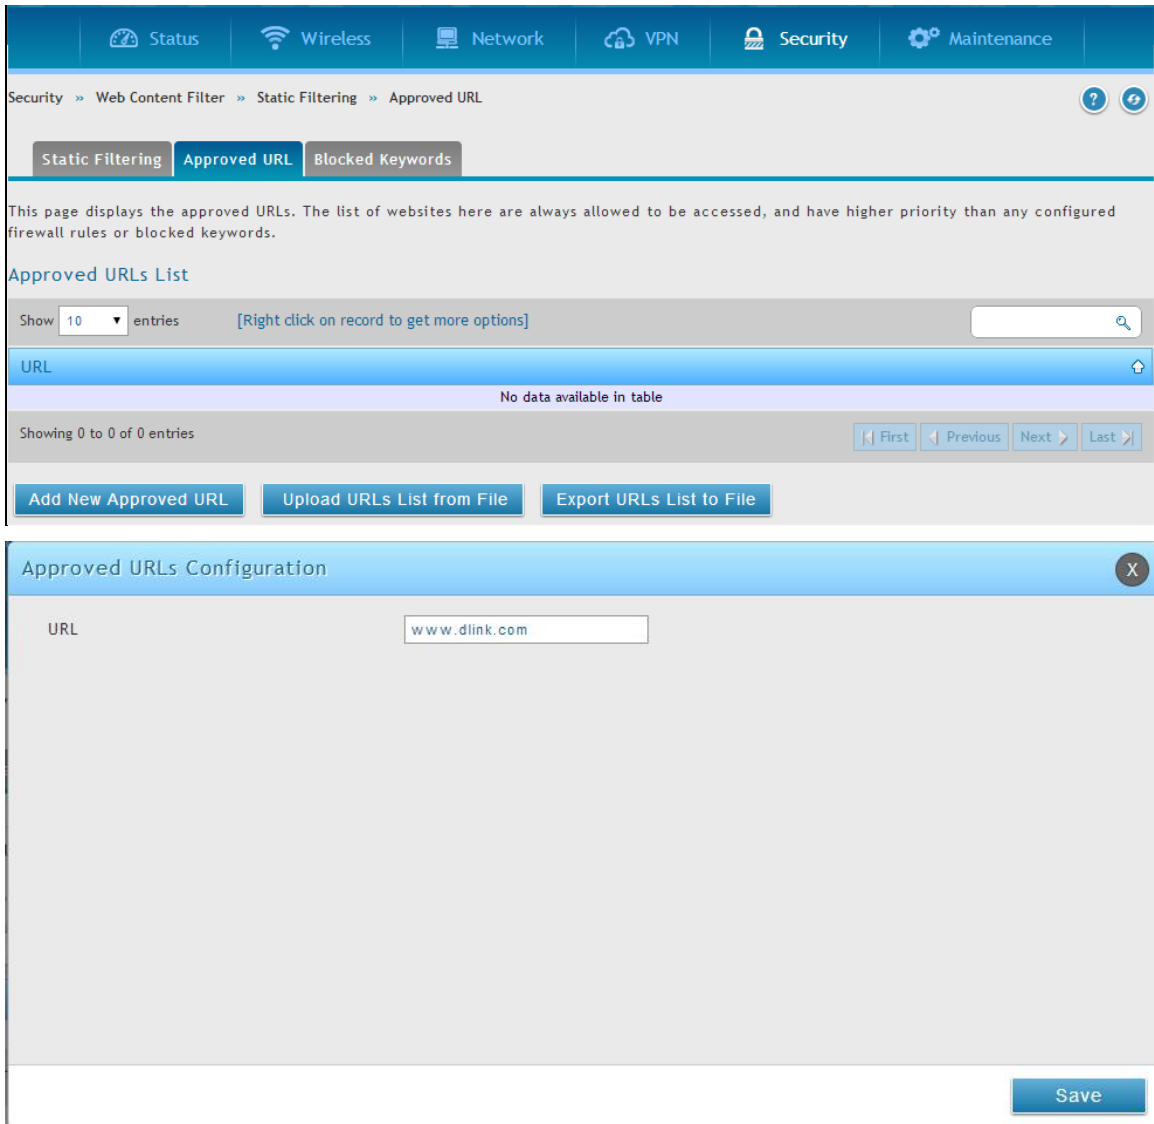 Status Wireless Network VPN Security Maintenance
Security » Web Content Filter » Static Filtering » Approved URL ?
Static Filtering Approved URL Blocked Keywords
This page displays the approved URLs. The list of websites here are always allowed to be accessed, and have higher priority than any configured
firewall rules or blocked keywords.
Approved URLs List
Show 10 entries [Right click on record to get more options]
URL
No data available in table
Showing 0 to 0 of 0 entries First Previous Next Last
Add New Approved URL Upload URLs List from File Export URLs List to File
Approved URLs Configuration X
URL www.dlink.com
Save